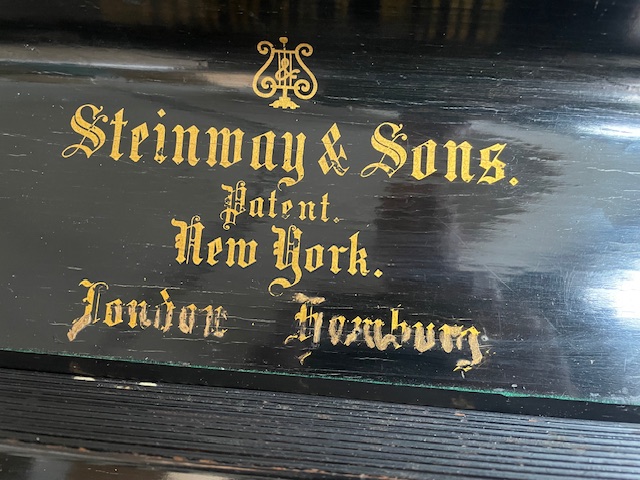 Steinway & Sons.
Patent.
New York.
London Hamburg